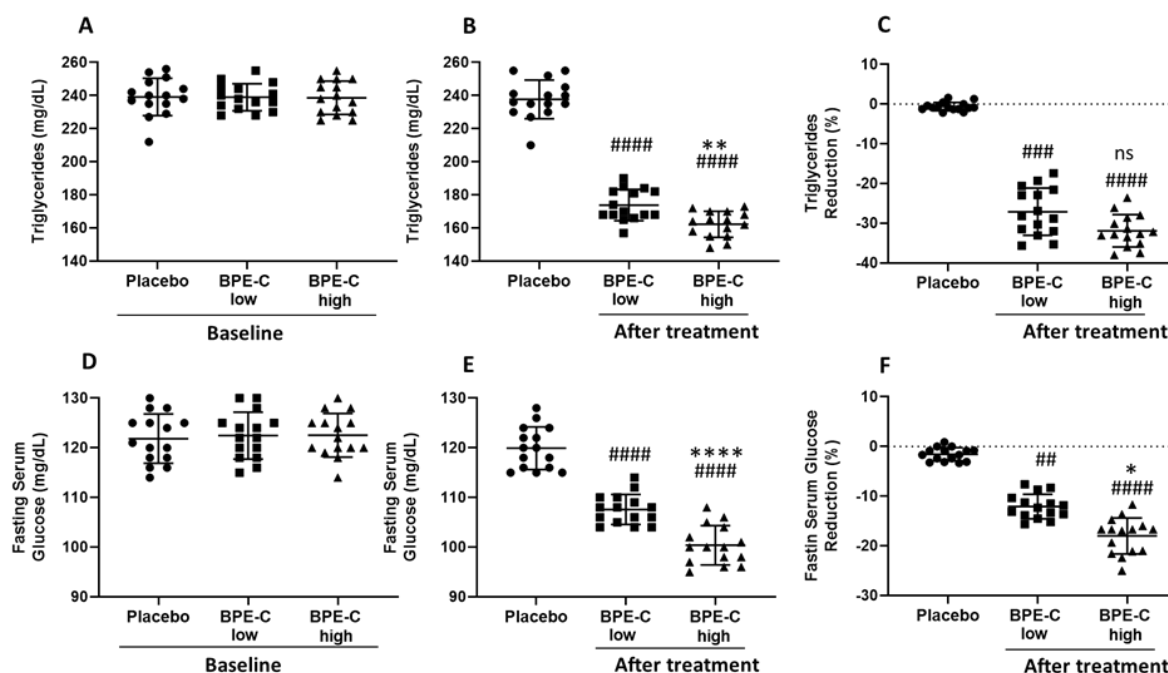 A
Triglycerides (mg/dL)
260
240
220
200
180
160
140
Placebo
BPE-C
low
BPE-C
high
Baseline
B
Triglycerides (mg/dL)
260
240
220
200
180
160
140
####
**
####
Placebo
BPE-C
low
BPE-C
high
After treatment
C
Triglycerides
Reduction (%)
10
0
-10
-20
-30
-40
###
ns
####
Placebo
BPE-C
low
BPE-C
high
After treatment
D
Fasting Serum
Glucose (mg/dL)
130
120
110
100
90
Placebo
BPE-C
low
BPE-C
high
Baseline
E
Fasting Serum
Glucose (mg/dL)
130
120
110
100
90
####
****
####
Placebo
BPE-C
low
BPE-C
high
After treatment
F
Fastin Serum Glucose
Reduction (%)
10
0
-10
-20
-30
##
*
####
Placebo
BPE-C
low
BPE-C
high
After treatment